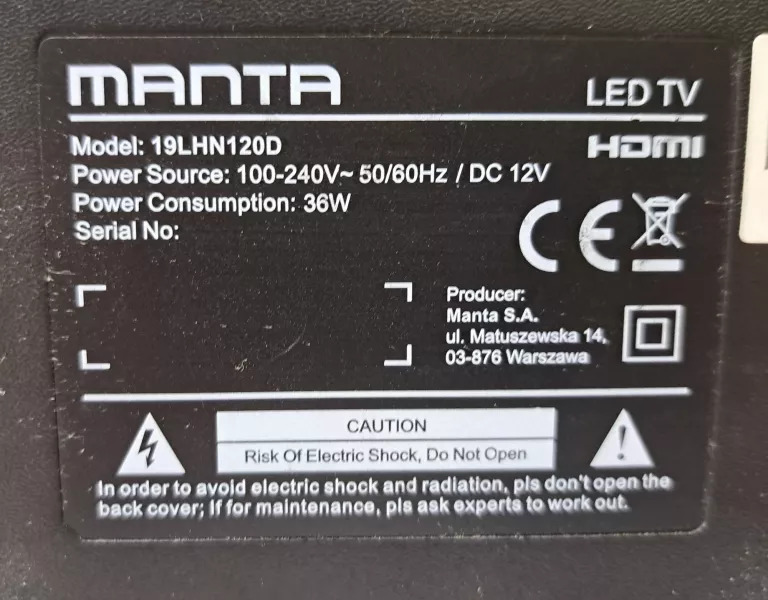 MANTA
LED TV
Model: 19LHN120D
HDMI
Power Source: 100-240V~ 50/60Hz / DC 12V
Power Consumption: 36W
Serial No:
CE
Producer:
Manta S.A.
ul. Matuszewska 14,
03-876 Warszawa
CAUTION
Risk Of Electric Shock, Do Not Open
In order to avoid electric shock and radiation, pls don't open the
back cover; If for maintenance, pls ask experts to work out.